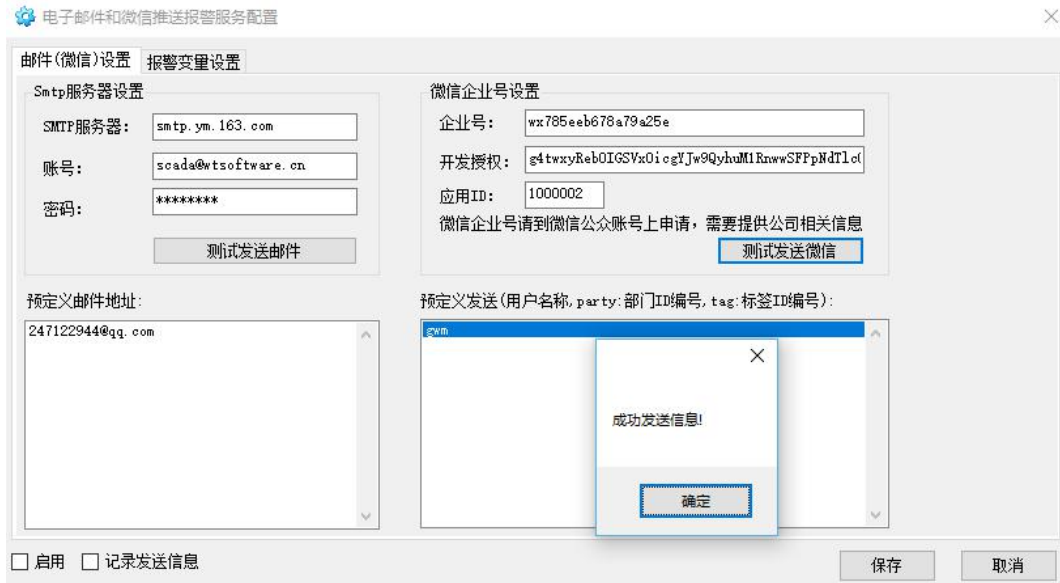 电子邮件和微信推送报警服务配置
邮件(微信)设置 报警变量设置
Smtp服务器设置
SMTP服务器: smtp.ym.163.com
账号: scada@wtsoftware.cn
密码: ********
测试发送邮件
微信企业号设置
企业号: wx785eeb678a79a25e
开发授权: g4twxyRebOIGSVxOicgYJw9QyhuM1RnwwSFPpNdTlc
应用ID: 1000002
微信企业号请到微信公众账号上申请，需要提供公司相关信息
测试发送微信
预定义邮件地址:
247122944@qq.com
预定义发送(用户名称,party:部门ID编号,tag:标签ID编号):
gwm
成功发送信息!
确定
启用 记录发送信息
保存 取消